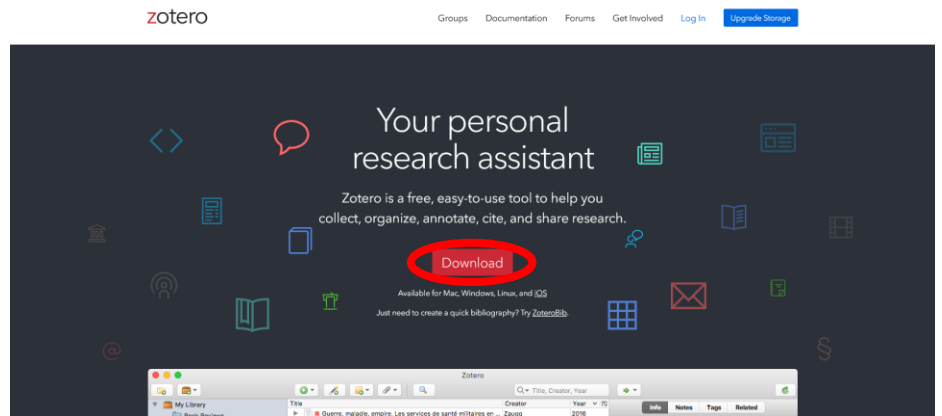 zotero
Groups Documentation Forums Get Involved Log In Upgrade Storage
Your personal
research assistant
Zotero is a free, easy-to-use tool to help you
collect, organize, annotate, cite, and share research.
Download
Available for Mac, Windows, Linux, and iOS
Just need to create a quick bibliography? Try ZoteroBib.
Zotero
Title, Creator, Year
My Library
Title Creator Year Info Notes Tags Related
Book Reviews
Guerre, maladie, empire. Les services de santé militaires en ... Zaugg 2016